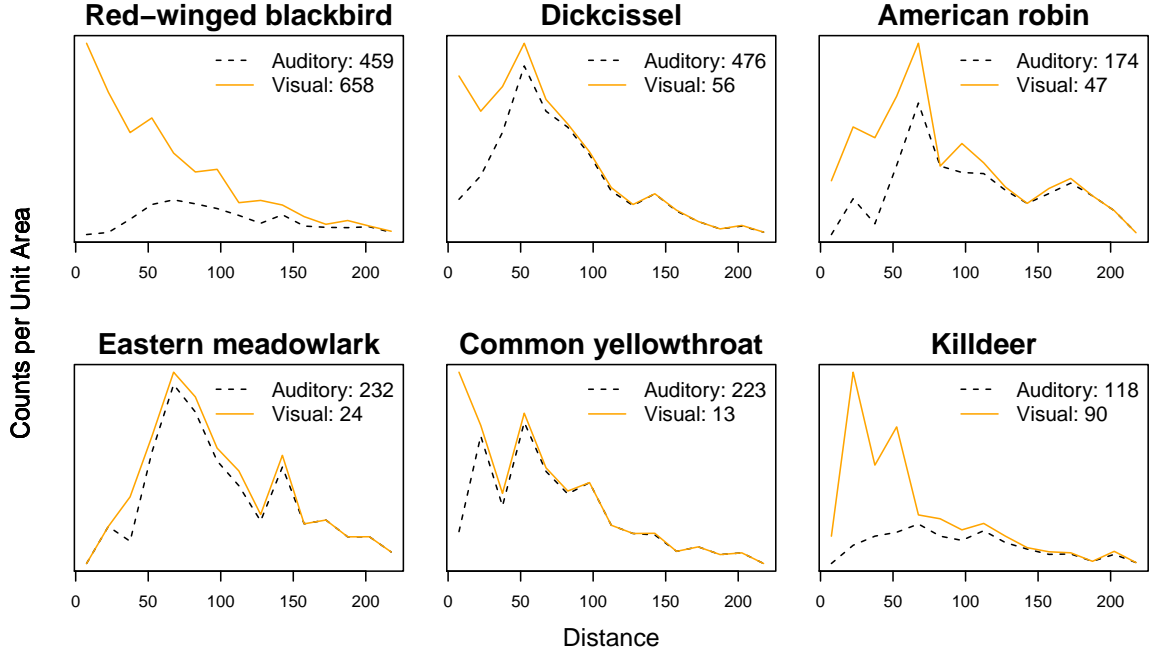 Red−winged blackbird
Auditory: 459
Visual: 658
0 50 100 150 200
Dickcissel
Auditory: 476
Visual: 56
0 50 100 150 200
American robin
Auditory: 174
Visual: 47
0 50 100 150 200
Eastern meadowlark
Auditory: 232
Visual: 24
0 50 100 150 200
Common yellowthroat
Auditory: 223
Visual: 13
0 50 100 150 200
Killdeer
Auditory: 118
Visual: 90
0 50 100 150 200
Counts per Unit Area
Distance